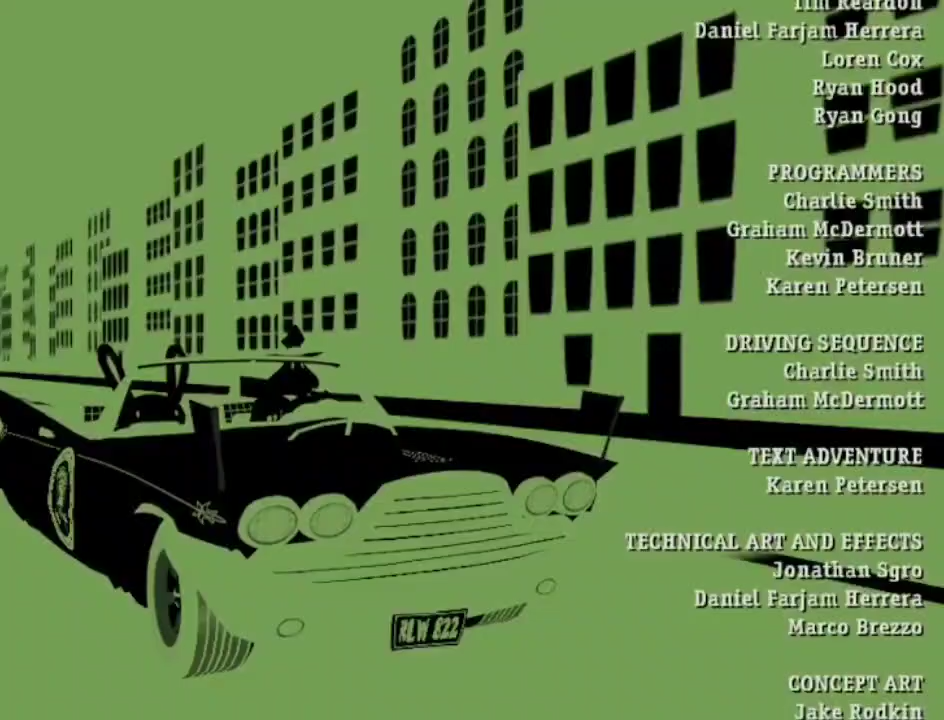 Tim Reardon
Daniel Farjam Herrera
Loren Cox
Ryan Hood
Ryan Gong
PROGRAMMERS
Charlie Smith
Graham McDermott
Kevin Bruner
Karen Petersen
DRIVING SEQUENCE
Charlie Smith
Graham McDermott
TEXT ADVENTURE
Karen Petersen
TECHNICAL ART AND EFFECTS
Jonathan Sgro
Daniel Farjam Herrera
Marco Brezzo
RLW 822
CONCEPT ART
Jake Rodkin